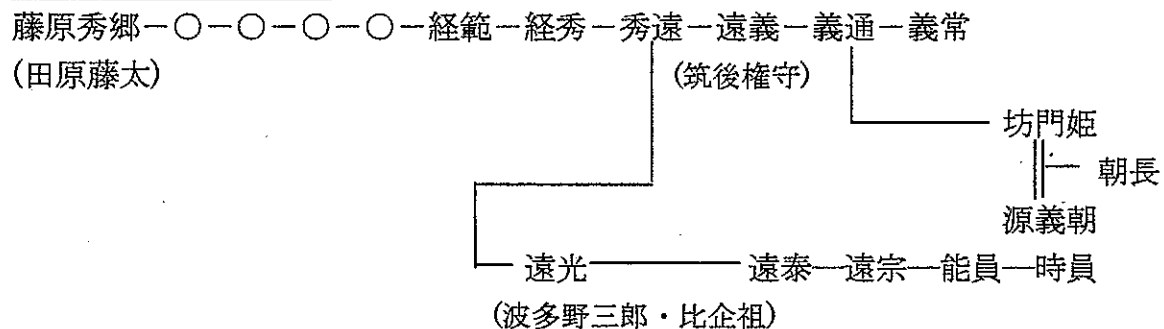 藤原秀郷－○－○－○－○－経範－経秀－秀遠－遠義－義通－義常
(田原藤太)
(筑後権守)
坊門姫
朝長
源義朝
遠光 遠泰―遠宗―能員―時員
(波多野三郎・比企祖)